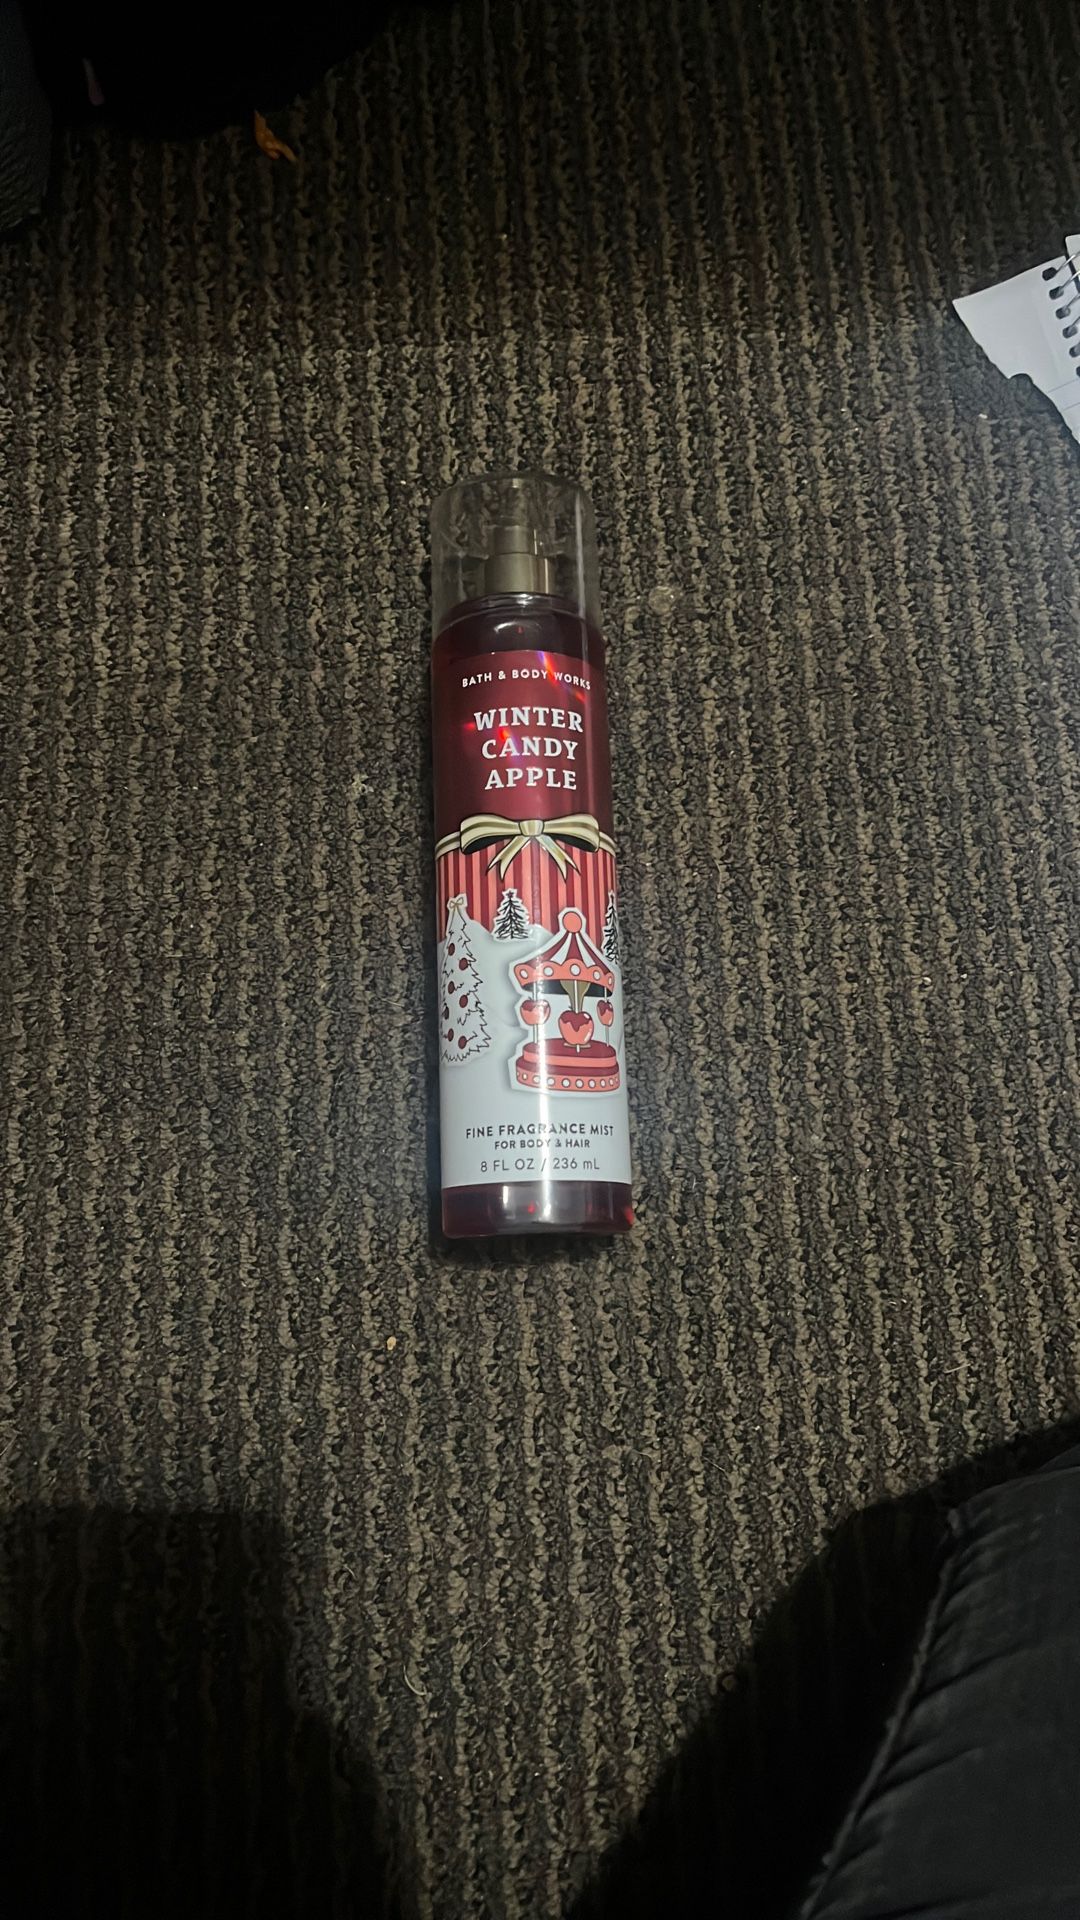 BATH & BODY WORKS
WINTER
CANDY
APPLE
FINE FRAGRANCE MIST
FOR BODY & HAIR
8 FL OZ / 236 mL